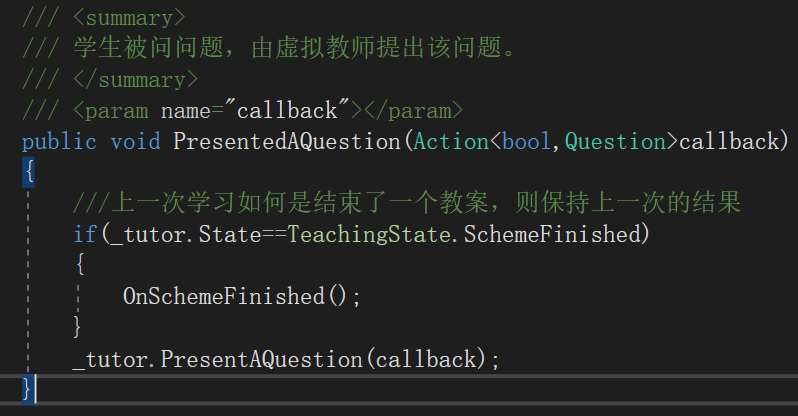 /// <summary>
/// 学生被问问题，由虚拟教师提出该问题。
/// </summary>
/// <param name="callback"></param>
public void PresentedAQuestion(Action<bool,Question>callback)
{
///上一次学习如何是结束了一个教案，则保持上一次的结果
if(_tutor.State==TeachingState.SchemeFinished)
{
OnSchemeFinished();
}
_tutor.PresentAQuestion(callback);
}